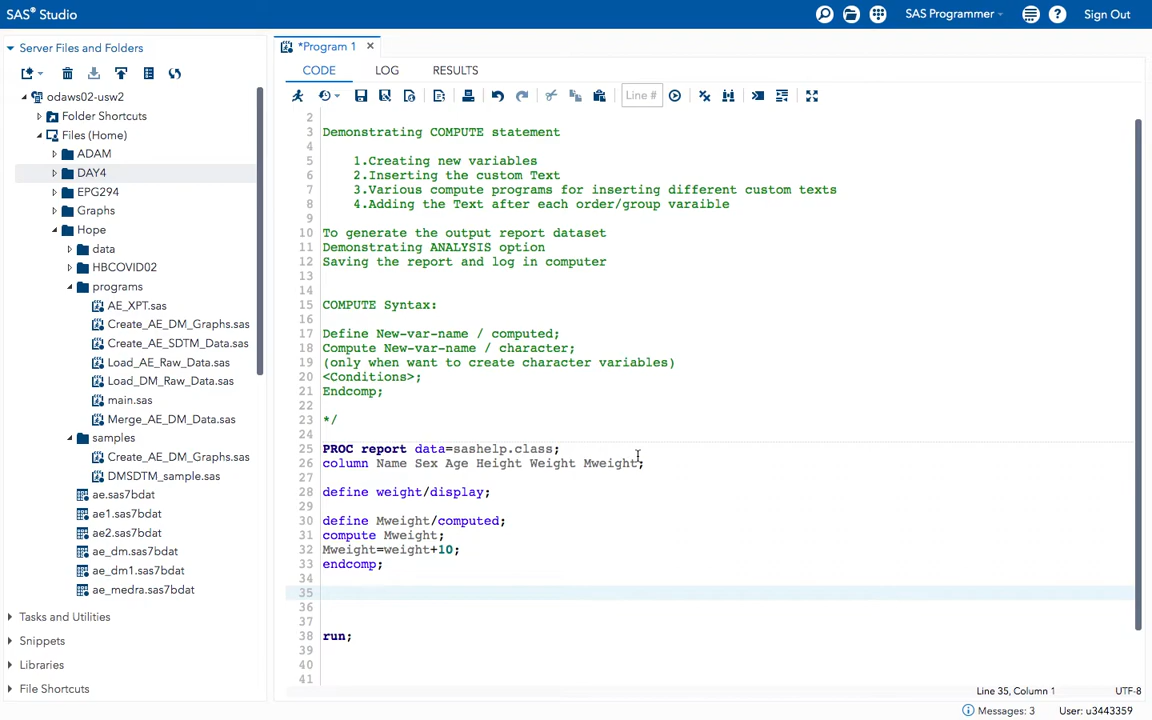 SAS® Studio
SAS Programmer
Sign Out
Server Files and Folders
odaws02-usw2
Folder Shortcuts
Files (Home)
ADAM
DAY4
EPG294
Graphs
Hope
data
HBCOVID02
programs
AE_XPT.sas
Create_AE_DM_Graphs.sas
Create_AE_SDTM_Data.sas
Load_AE_Raw_Data.sas
Load_DM_Raw_Data.sas
main.sas
Merge_AE_DM_Data.sas
samples
Create_AE_DM_Graphs.sas
DMSDTM_sample.sas
ae.sas7bdat
ae1.sas7bdat
ae2.sas7bdat
ae_dm.sas7bdat
ae_dm1.sas7bdat
ae_medra.sas7bdat
Tasks and Utilities
Snippets
Libraries
File Shortcuts
*Program 1
CODE LOG RESULTS
Line #
2
3 Demonstrating COMPUTE statement
4
5 1.Creating new variables
6 2.Inserting the custom Text
7 3.Various compute programs for inserting different custom texts
8 4.Adding the Text after each order/group varaible
9
10 To generate the output report dataset
11 Demonstrating ANALYSIS option
12 Saving the report and log in computer
13
14
15 COMPUTE Syntax:
16
17 Define New-var-name / computed;
18 Compute New-var-name / character;
19 (only when want to create character variables)
20 <Conditions>;
21 Endcomp;
22
23 */
24
25 PROC report data=sashelp.class;
26 column Name Sex Age Height Weight Mweight;
27
28 define weight/display;
29
30 define Mweight/computed;
31 compute Mweight;
32 Mweight=weight+10;
33 endcomp;
34
35
36
37
38 run;
39
40
41
Line 35, Column 1 UTF-8
Messages: 3 User: u3443359